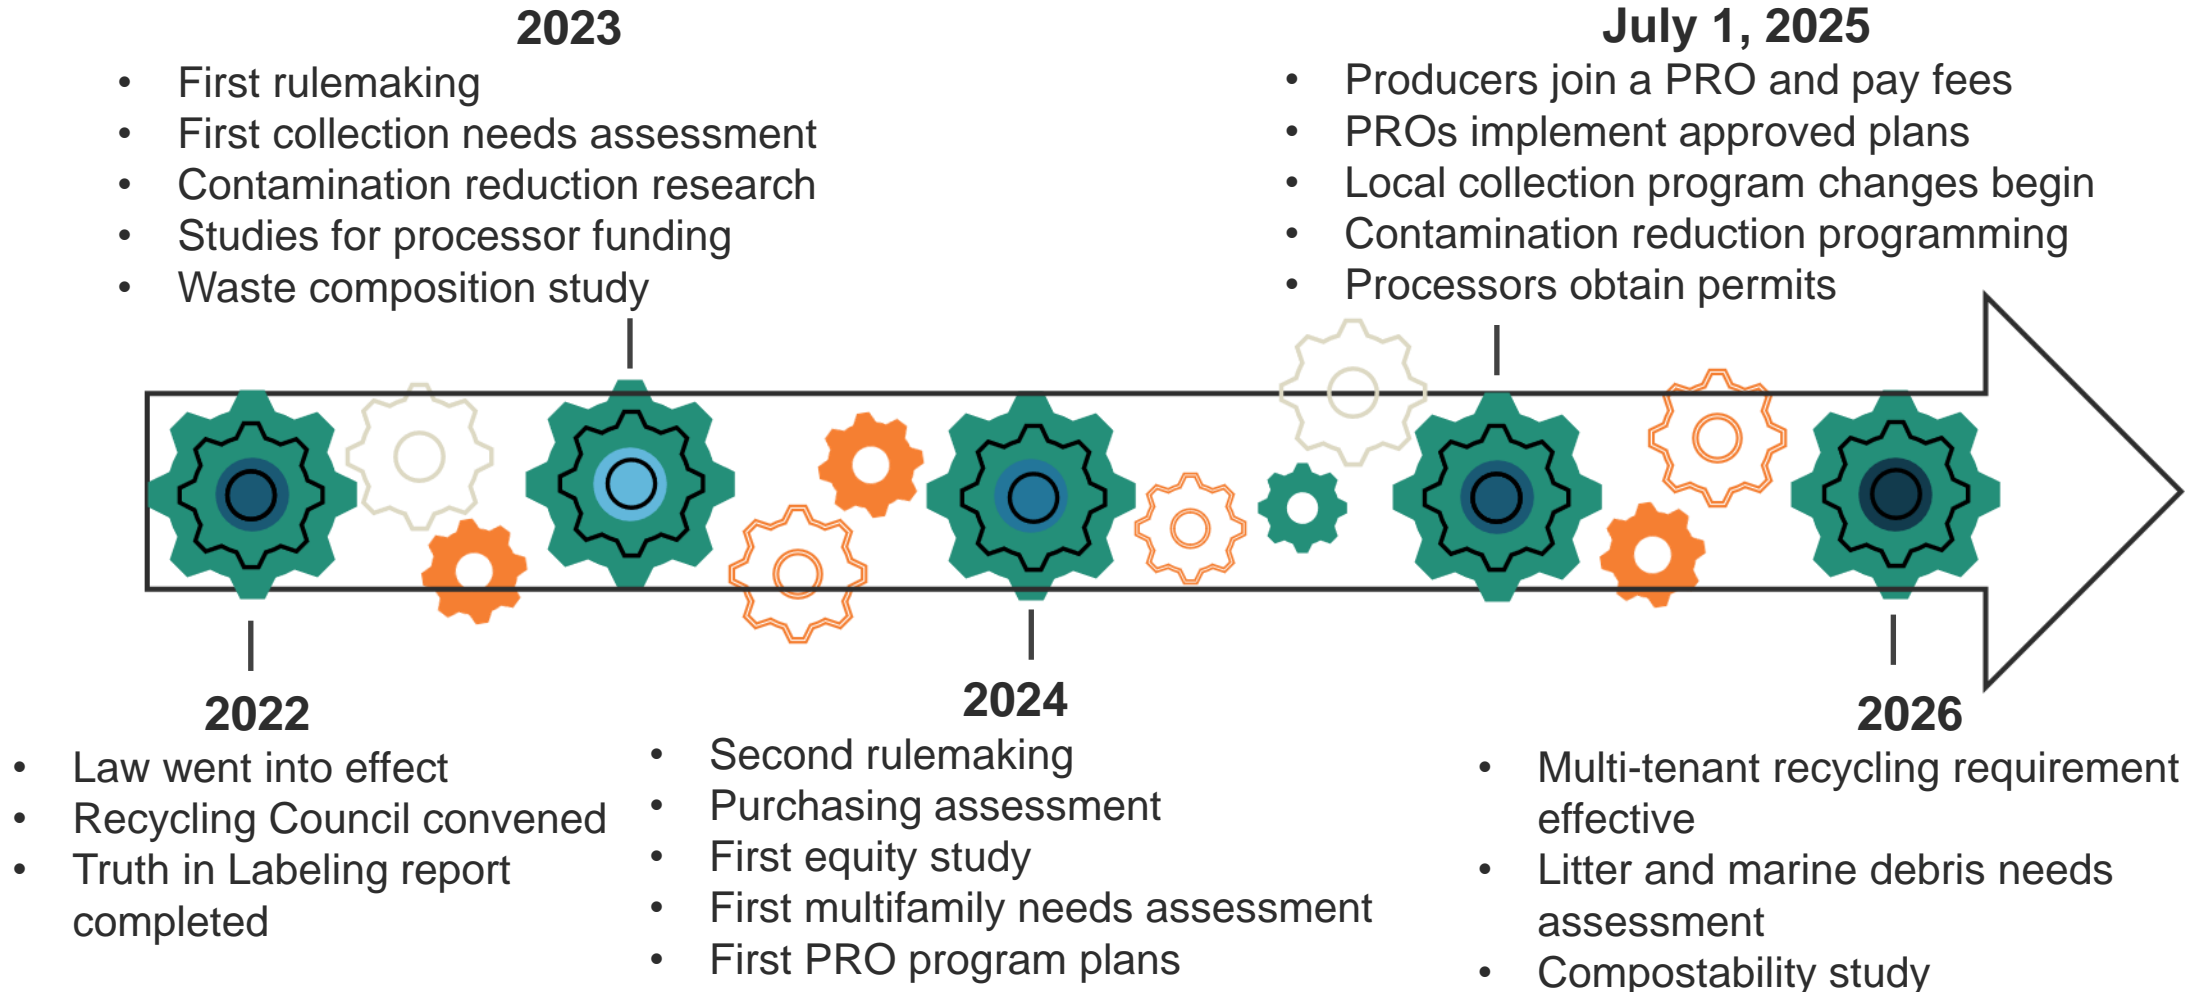 2023
• First rulemaking
• First collection needs assessment
• Contamination reduction research
• Studies for processor funding
• Waste composition study
July 1, 2025
• Producers join a PRO and pay fees
• PROs implement approved plans
• Local collection program changes begin
• Contamination reduction programming
• Processors obtain permits
2022
• Law went into effect
• Recycling Council convened
• Truth in Labeling report
completed
2024
• Second rulemaking
• Purchasing assessment
• First equity study
• First multifamily needs assessment
• First PRO program plans
2026
• Multi-tenant recycling requirement
effective
• Litter and marine debris needs
assessment
• Compostability study